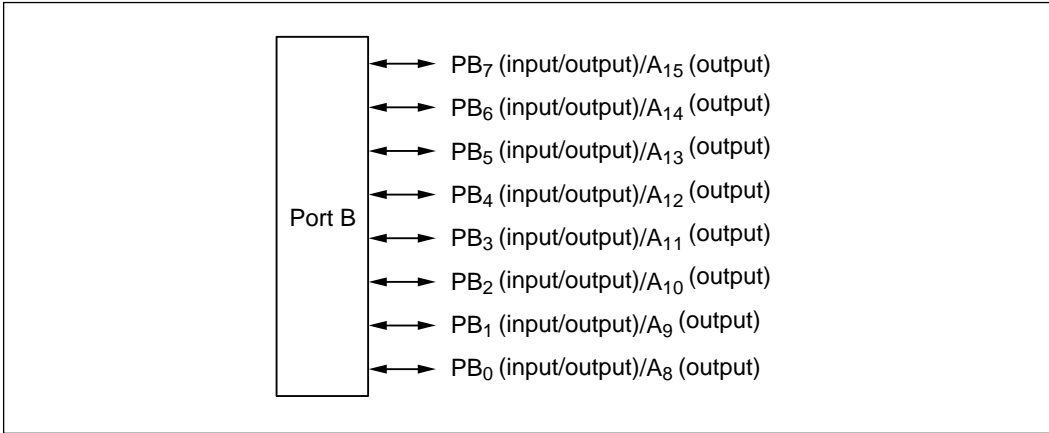 PB₇ (input/output)/A₁₅ (output)
PB₆ (input/output)/A₁₄ (output)
PB₅ (input/output)/A₁₃ (output)
PB₄ (input/output)/A₁₂ (output)
Port B
PB₃ (input/output)/A₁₁ (output)
PB₂ (input/output)/A₁₀ (output)
PB₁ (input/output)/A₉ (output)
PB₀ (input/output)/A₈ (output)